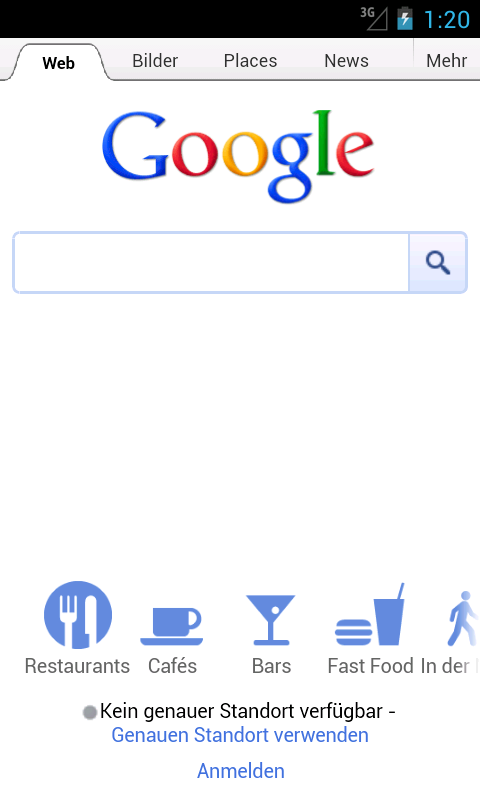 3G 1:20
Web Bilder Places News Mehr
Google
Restaurants Cafés Bars Fast Food In der
Kein genauer Standort verfügbar -
Genauen Standort verwenden
Anmelden